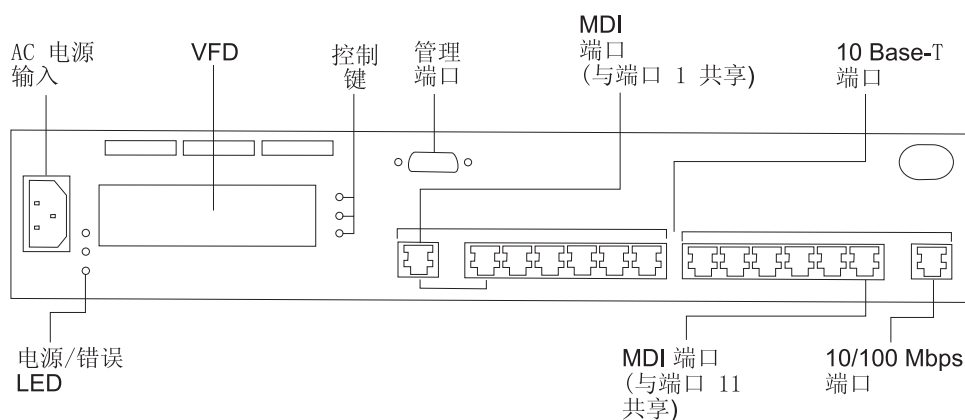 AC 电源
输入
VFD
控制
键
管理
端口
MDI
端口
(与端口 1 共享)
10 Base-T
端口
电源/错误
LED
MDI 端口
(与端口 11
共享)
10/100 Mbps
端口